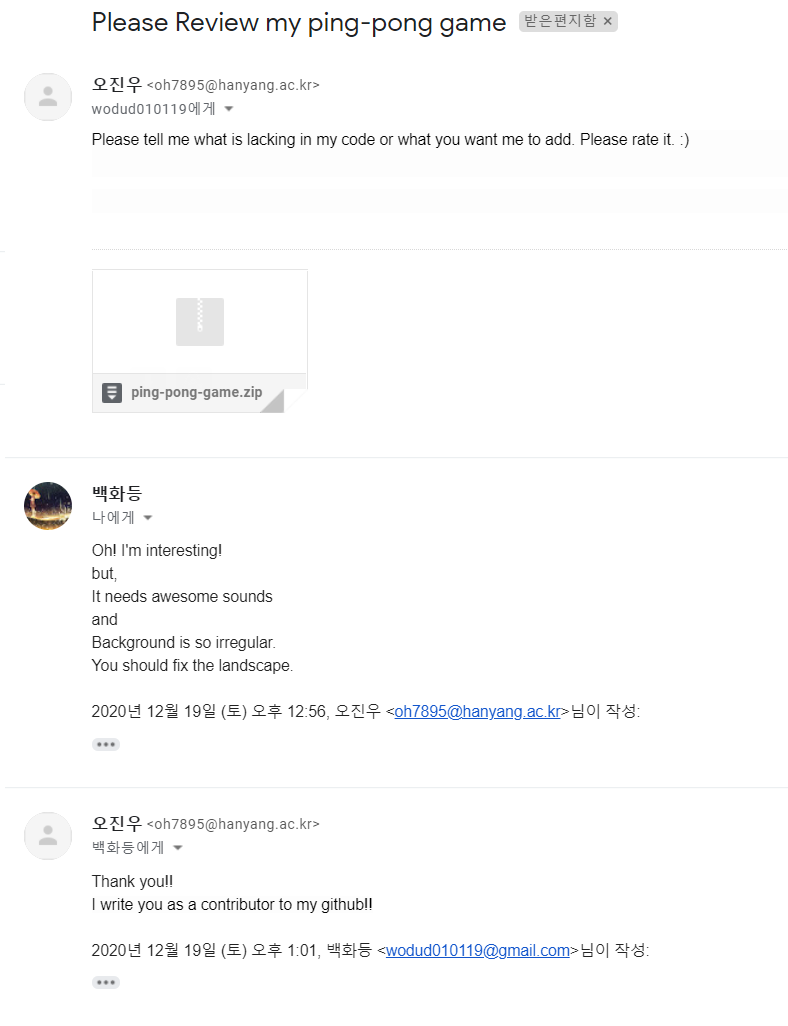 Please Review my ping-pong game 받은편지함 ×
오진우 <oh7895@hanyang.ac.kr>
wodud010119에게
Please tell me what is lacking in my code or what you want me to add. Please rate it. :)
ping-pong-game.zip
백화등
나에게
Oh! I'm interesting!
but,
It needs awesome sounds
and
Background is so irregular.
You should fix the landscape.
2020년 12월 19일 (토) 오후 12:56, 오진우 <oh7895@hanyang.ac.kr>님이 작성:
오진우 <oh7895@hanyang.ac.kr>
백화등에게
Thank you!!
I write you as a contributor to my github!!
2020년 12월 19일 (토) 오후 1:01, 백화등 <wodud010119@gmail.com>님이 작성: